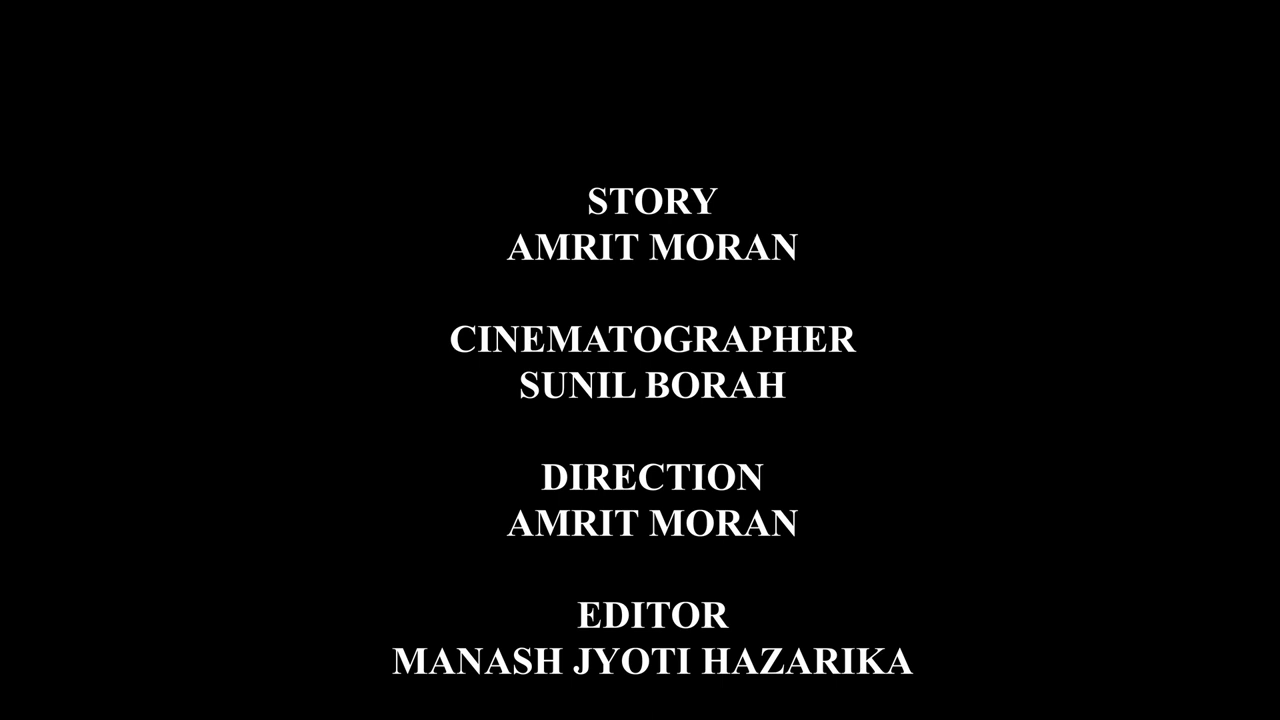 STORY
AMRIT MORAN
CINEMATOGRAPHER
SUNIL BORAH
DIRECTION
AMRIT MORAN
EDITOR
MANASH JYOTI HAZARIKA